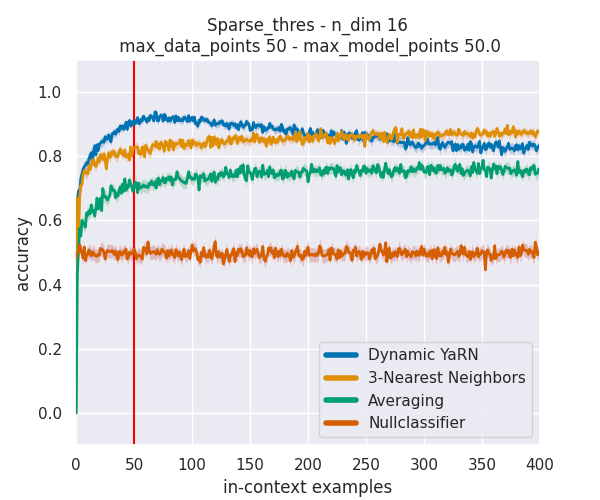 Sparse_thres - n_dim 16
max_data_points 50 - max_model_points 50.0
1.0
0.8
0.6
0.4
0.2
0.0
accuracy
Dynamic YaRN
3-Nearest Neighbors
Averaging
Nullclassifier
0 50 100 150 200 250 300 350 400
in-context examples